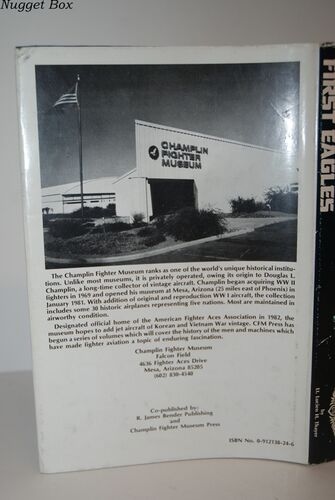 Nugget Box
CHAMPLIN
FIGHTER
MUSEUM
The Champlin Fighter Museum ranks as one of the world's unique historical institu-
tions. Unlike most museums, it is privately operated, owing its origin to Douglas L.
Champlin, a long-time collector of vintage aircraft. Champlin began acquiring WW II
fighters in 1969 and opened his museum at Mesa, Arizona (25 miles east of Phoenix) in
January 1981. With addition of original and reproduction WW I aircraft, the collection
includes some 30 historic airplanes representing five nations. Most are maintained in
airworthy condition.
Designated official home of the American Fighter Aces Association in 1982, the
museum hopes to add jet aircraft of Korean and Vietnam War vintage. CFM Press has
begun a series of volumes which will cover the history of the men and machines which
have made fighter aviation a topic of enduring fascination.
Champlin Fighter Museum
Falcon Field
4636 Fighter Aces Drive
Mesa, Arizona 85205
(602) 830-4540
Co-published by:
R. James Bender Publishing
and
Champlin Fighter Museum Press
ISBN No. 0-912138-24-6
FIRST EAGLES
by
Lt. Lucien H. Thayer